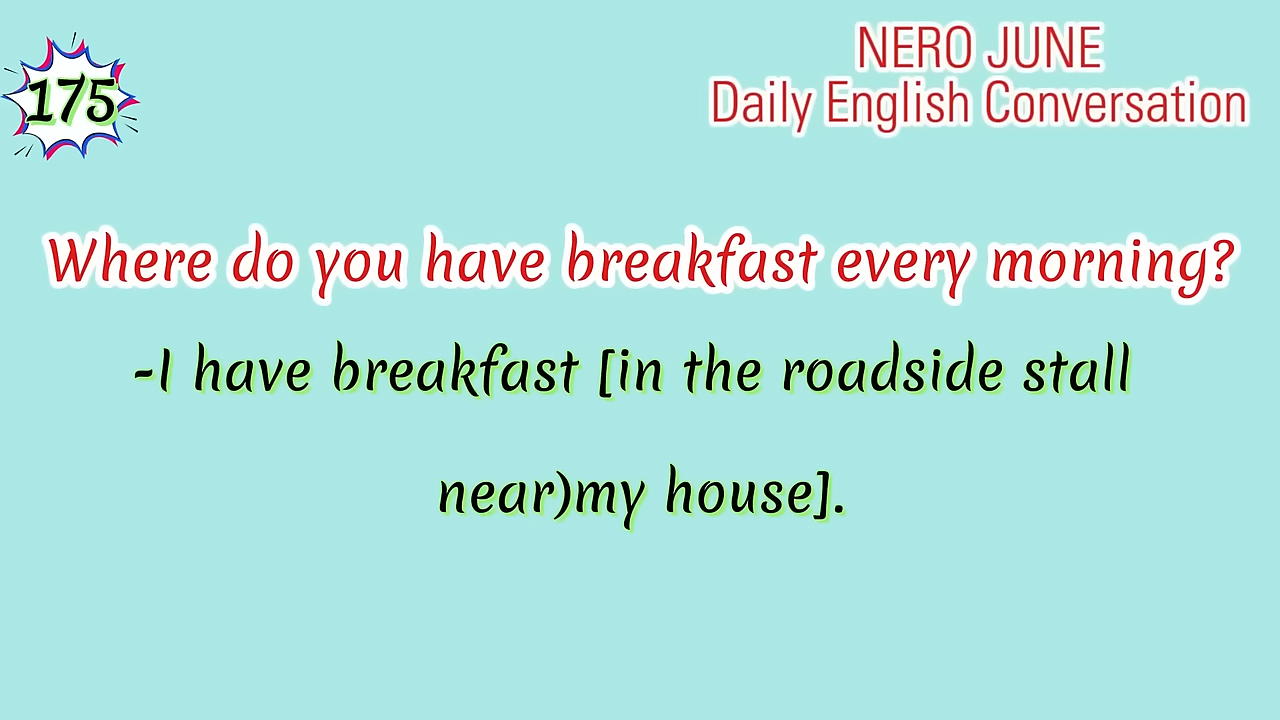 175
NERO JUNE
Daily English Conversation
Where do you have breakfast every morning?
-I have breakfast [in the roadside stall
near)my house].